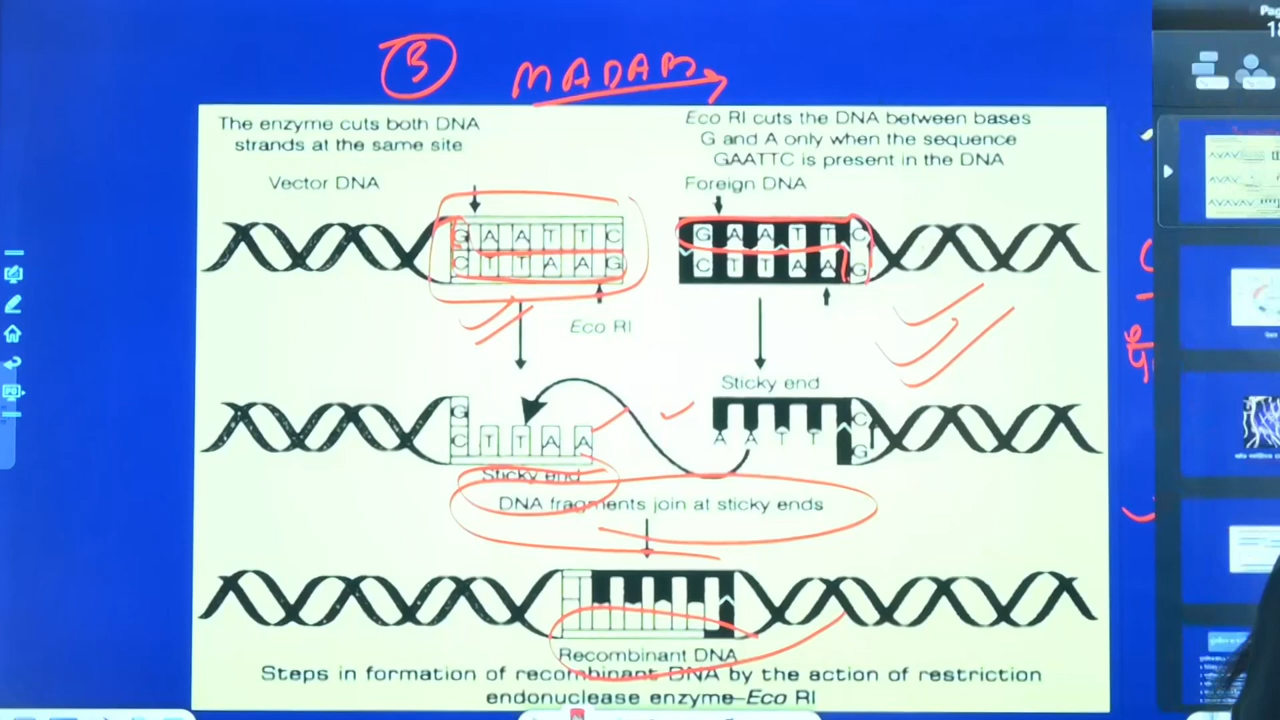 3 MADAM
The enzyme cuts both DNA
strands at the same site
Eco RI cuts the DNA between bases
G and A only when the sequence
GAATTC is present in the DNA
Vector DNA
Foreign DNA
G A A T T C
C T T A A G
G A A T T C
C T T A A G
Eco RI
Sticky end
G
C T T A A
C
A A T T G
Sticky end
DNA fragments join at sticky ends
Recombinant DNA
Steps in formation of recombinant DNA by the action of restriction
endonuclease enzyme–Eco RI